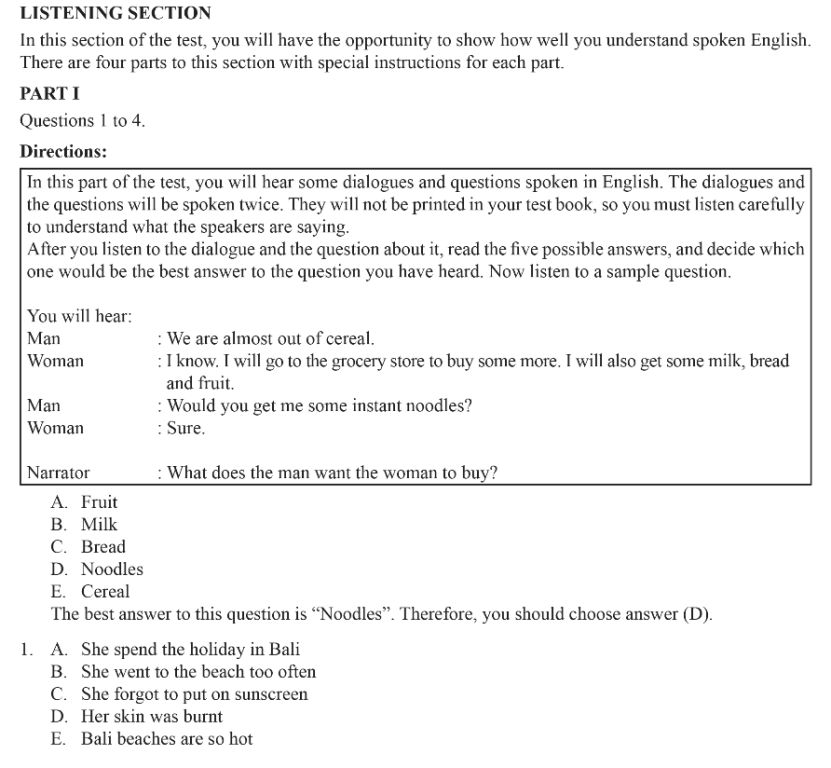 LISTENING SECTION
In this section of the test, you will have the opportunity to show how well you understand spoken English.
There are four parts to this section with special instructions for each part.
PART I
Questions 1 to 4.
Directions:
In this part of the test, you will hear some dialogues and questions spoken in English. The dialogues and
the questions will be spoken twice. They will not be printed in your test book, so you must listen carefully
to understand what the speakers are saying.
After you listen to the dialogue and the question about it, read the five possible answers, and decide which
one would be the best answer to the question you have heard. Now listen to a sample question.
You will hear:
Man : We are almost out of cereal.
Woman : I know. I will go to the grocery store to buy some more. I will also get some milk, bread
and fruit.
Man : Would you get me some instant noodles?
Woman : Sure.
Narrator : What does the man want the woman to buy?
A. Fruit
B. Milk
C. Bread
D. Noodles
E. Cereal
The best answer to this question is “Noodles”. Therefore, you should choose answer (D).
1. A. She spend the holiday in Bali
B. She went to the beach too often
C. She forgot to put on sunscreen
D. Her skin was burnt
E. Bali beaches are so hot